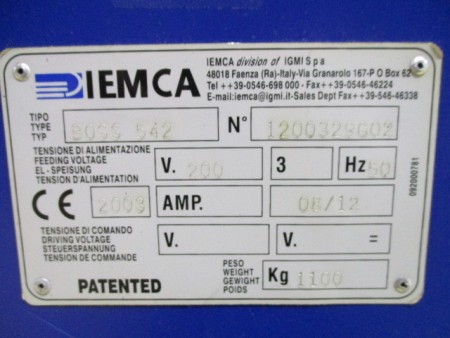 IEMCA
IEMCA division of IGMI S p a
48018 Faenza (Ra)-Italy-Via Granarolo 167-P O Box 62
Tel ++39-0546-698 000 - Fax++39-0546-46224
E-mail:iemca@igmi.it-Sales Dept Fax++39-546-46338
TIPO
TYPE
TYP
BOSS 542
N°
TENSIONE DI ALIMENTAZIONE
FEEDING VOLTAGE
EL - SPEISUNG
TENSION D'ALIMENTATION
V. 200
3
Hz 50
CE
2003
AMP.
TENSIONE DI COMANDO
DRIVING VOLTAGE
STEUERSPANNUNG
TENSION DE COMMANDE
V.
V. =
PATENTED
PESO
WEIGHT
GEWIGHT
POIDS
Kg 1100
092000781